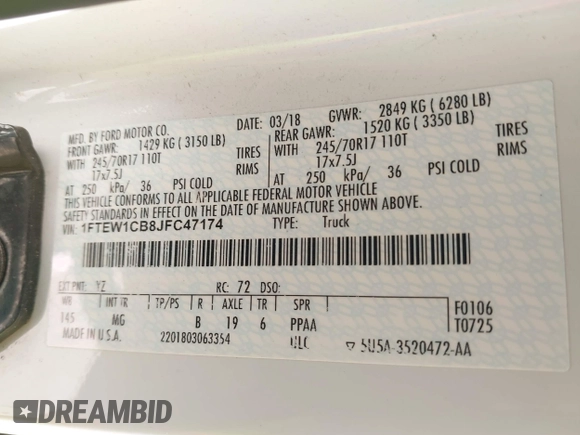 MFD. BY FORD MOTOR CO.
DATE: 03/18 GVWR: 2849 KG ( 6280 LB)
FRONT GAWR: 1429 KG ( 3150 LB)
REAR GAWR: 1520 KG ( 3350 LB)
WITH 245/70R17 110T TIRES
WITH 245/70R17 110T TIRES
17x7.5J RIMS
17x7.5J RIMS
AT 250 kPa/ 36 PSI COLD
AT 250 kPa/ 36 PSI COLD
THIS VEHICLE CONFORMS TO ALL APPLICABLE FEDERAL MOTOR VEHICLE
SAFETY STANDARDS IN EFFECT ON THE DATE OF MANUFACTURE SHOWN ABOVE.
VIN: 1FTEW1CB8JFC47174
TYPE: Truck
EXT PNT: YZ RC: 72 DSO:
WB INT TR TP/PS R AXLE TR SPR
145 MG B 19 6 PPAA
F0106
T0725
MADE IN U.S.A. 2201803063354 ULC
5U5A-3520472-AA
DREAMBID